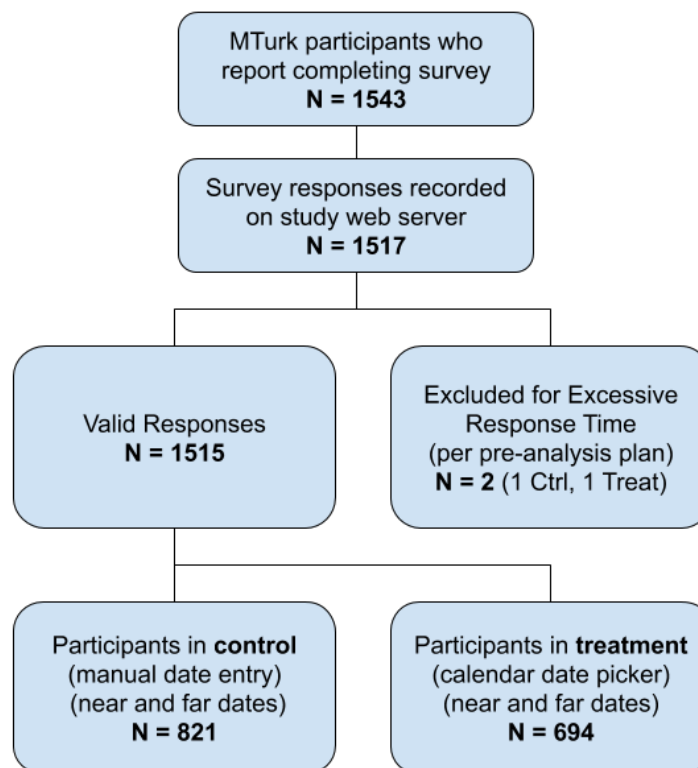 MTurk participants who
report completing survey
N = 1543
Survey responses recorded
on study web server
N = 1517
Valid Responses
N = 1515
Excluded for Excessive
Response Time
(per pre-analysis plan)
N = 2 (1 Ctrl, 1 Treat)
Participants in control
(manual date entry)
(near and far dates)
N = 821
Participants in treatment
(calendar date picker)
(near and far dates)
N = 694